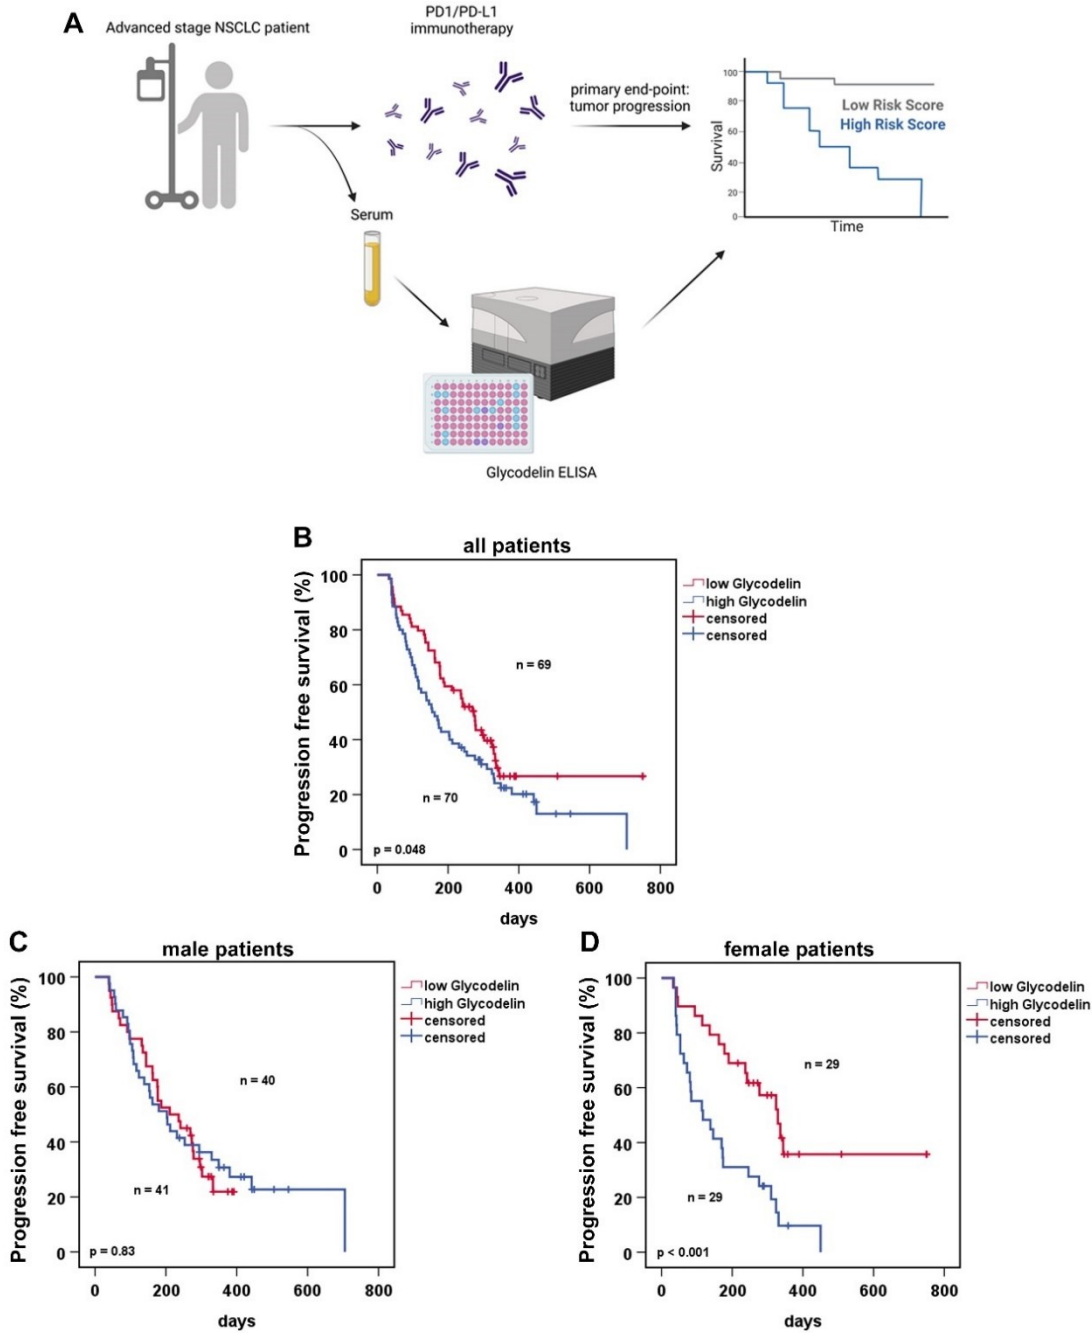 A
Advanced stage NSCLC patient
PD1/PD-L1
immunotherapy
primary end-point:
tumor progression
100
80
60
40
20
0
Survival
Low Risk Score
High Risk Score
Time
Serum
Glycodelin ELISA
B
all patients
Progression free survival (%)
100
80
60
40
20
0
n = 69
n = 70
p = 0.048
0 200 400 600 800
days
low Glycodelin
high Glycodelin
censored
censored
C
male patients
Progression free survival (%)
100
80
60
40
20
0
n = 40
n = 41
p = 0.83
0 200 400 600 800
days
low Glycodelin
high Glycodelin
censored
censored
D
female patients
Progression free survival (%)
100
80
60
40
20
0
n = 29
n = 29
p < 0.001
0 200 400 600 800
days
low Glycodelin
high Glycodelin
censored
censored